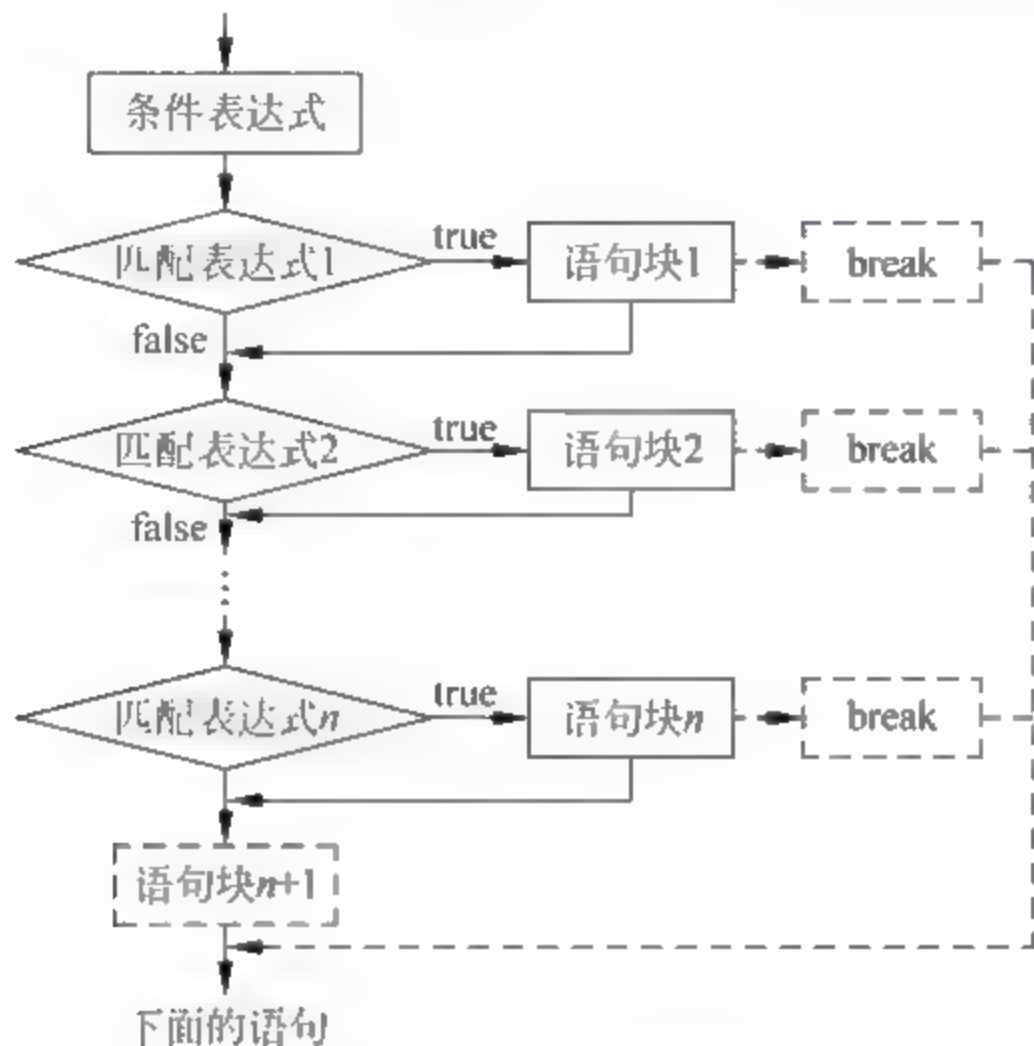 条件表达式
匹配表达式1
true
语句块1
break
false
匹配表达式2
true
语句块2
break
false
匹配表达式n
true
语句块n
break
语句块n+1
下面的语句